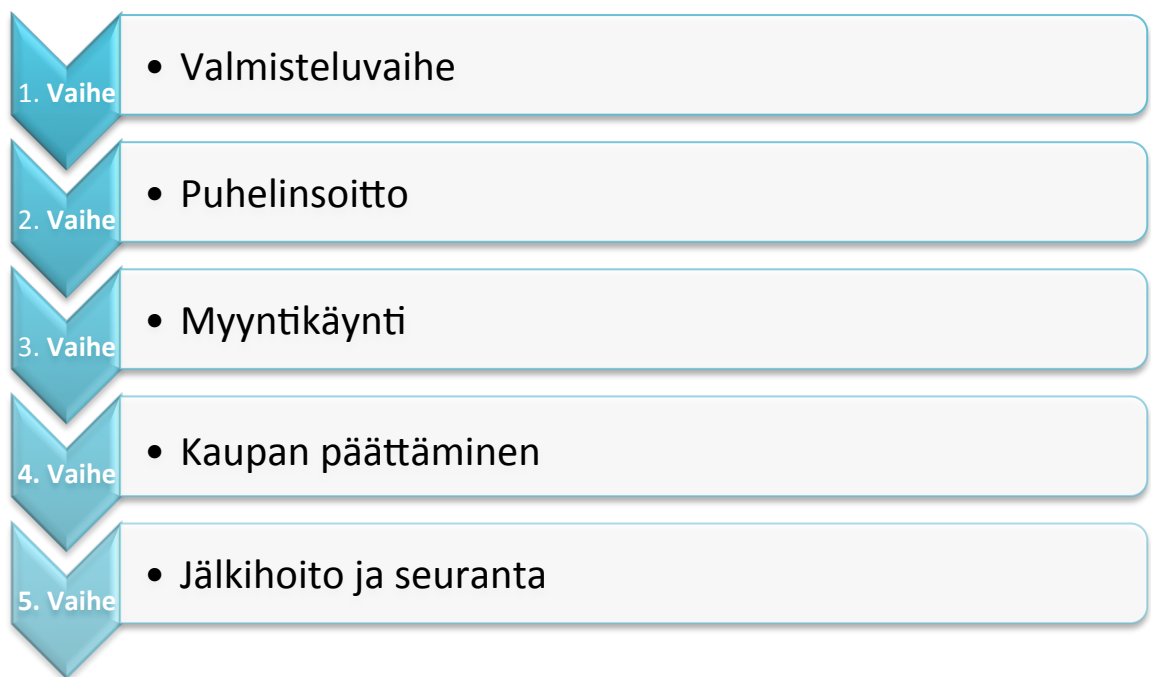 1. Vaihe
• Valmisteluvaihe
2. Vaihe
• Puhelinsoitto
3. Vaihe
• Myyntikäynti
4. Vaihe
• Kaupan päättäminen
5. Vaihe
• Jälkihoito ja seuranta